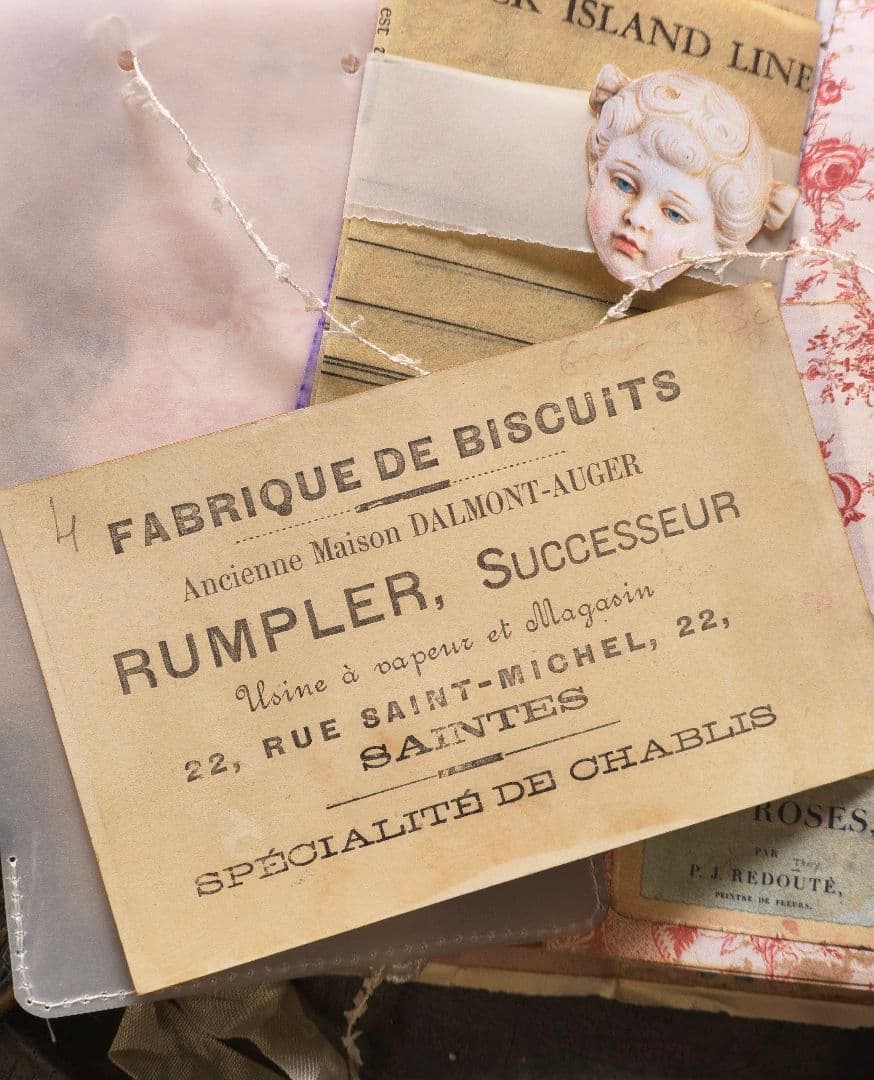 ISLAND LINE
est
4
FABRIQUE DE BISCUITS
Ancienne Maison DALMONT-AUGER
RUMPLER, SUCCESSEUR
Usine à vapeur et Magasin
22, RUE SAINT-MICHEL, 22,
SAINTES
SPÉCIALITÉ DE CHABLIS
ROSES,
PAR
P. J. REDOUTÉ,
PEINTRE DE FLEURS.